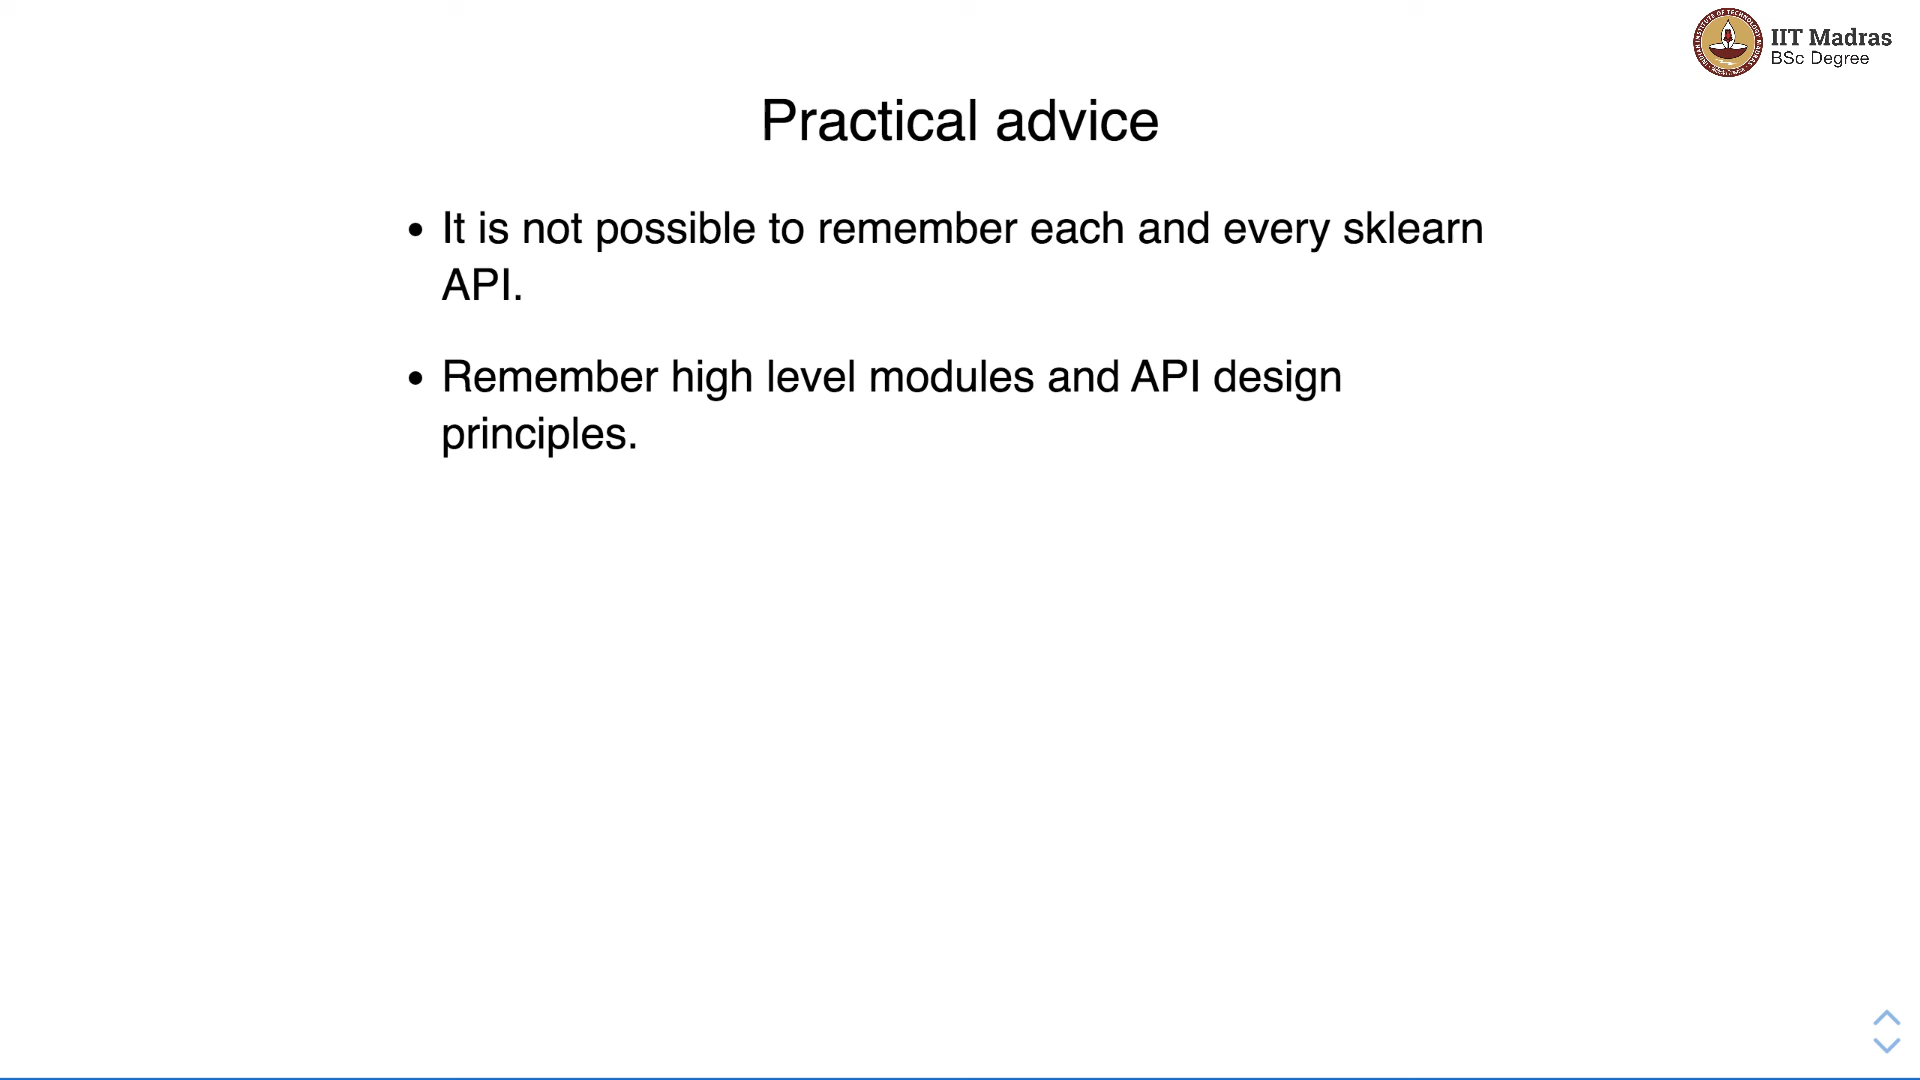 IIT Madras
BSc Degree
Practical advice
• It is not possible to remember each and every sklearn
API.
• Remember high level modules and API design
principles.